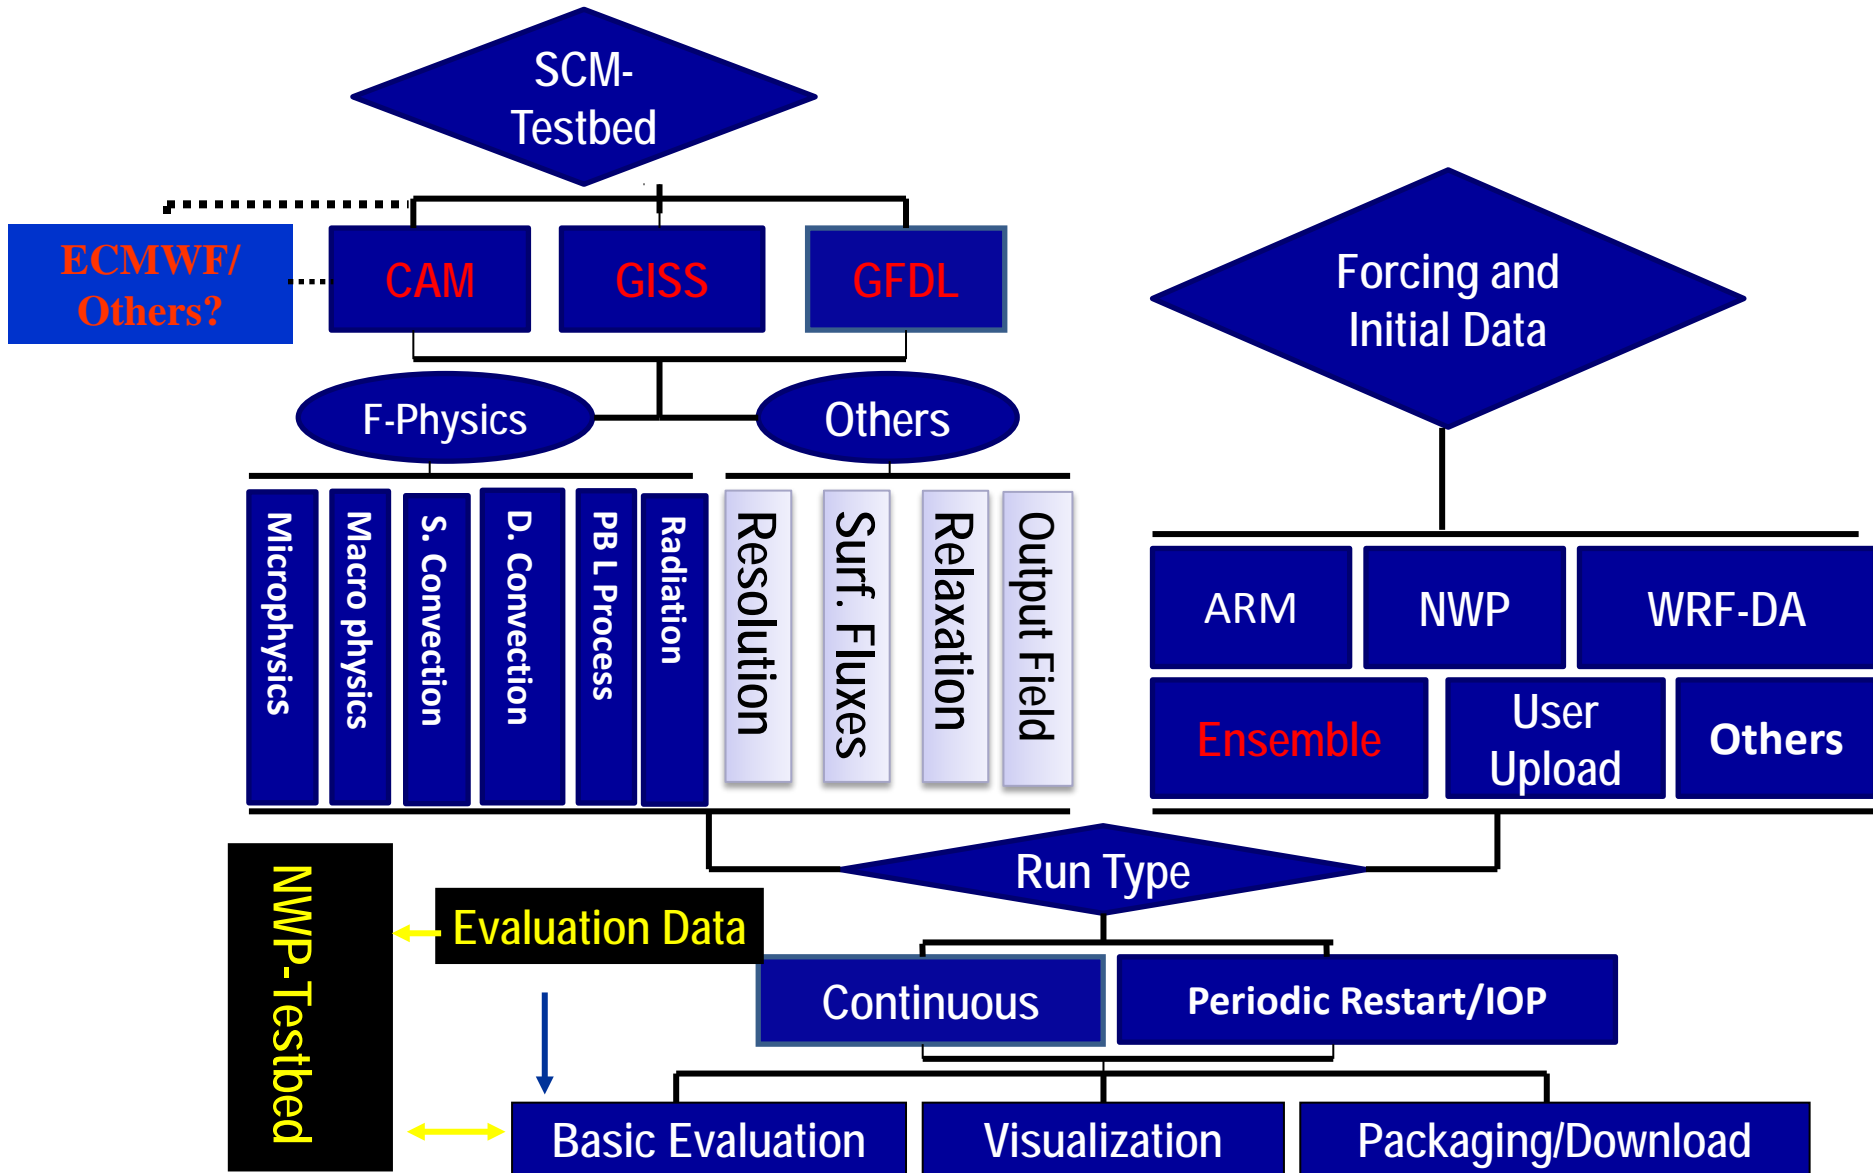 SCM-
Testbed
ECMWF/
Others?
CAM
GISS
GFDL
Forcing and
Initial Data
F-Physics
Others
Microphysics
Macro physics
S. Convection
D. Convection
PB L Process
Radiation
Resolution
Surf. Fluxes
Relaxation
Output Field
ARM
NWP
WRF-DA
Ensemble
User
Upload
Others
Run Type
NWP-Testbed
Evaluation Data
Continuous
Periodic Restart/IOP
Basic Evaluation
Visualization
Packaging/Download